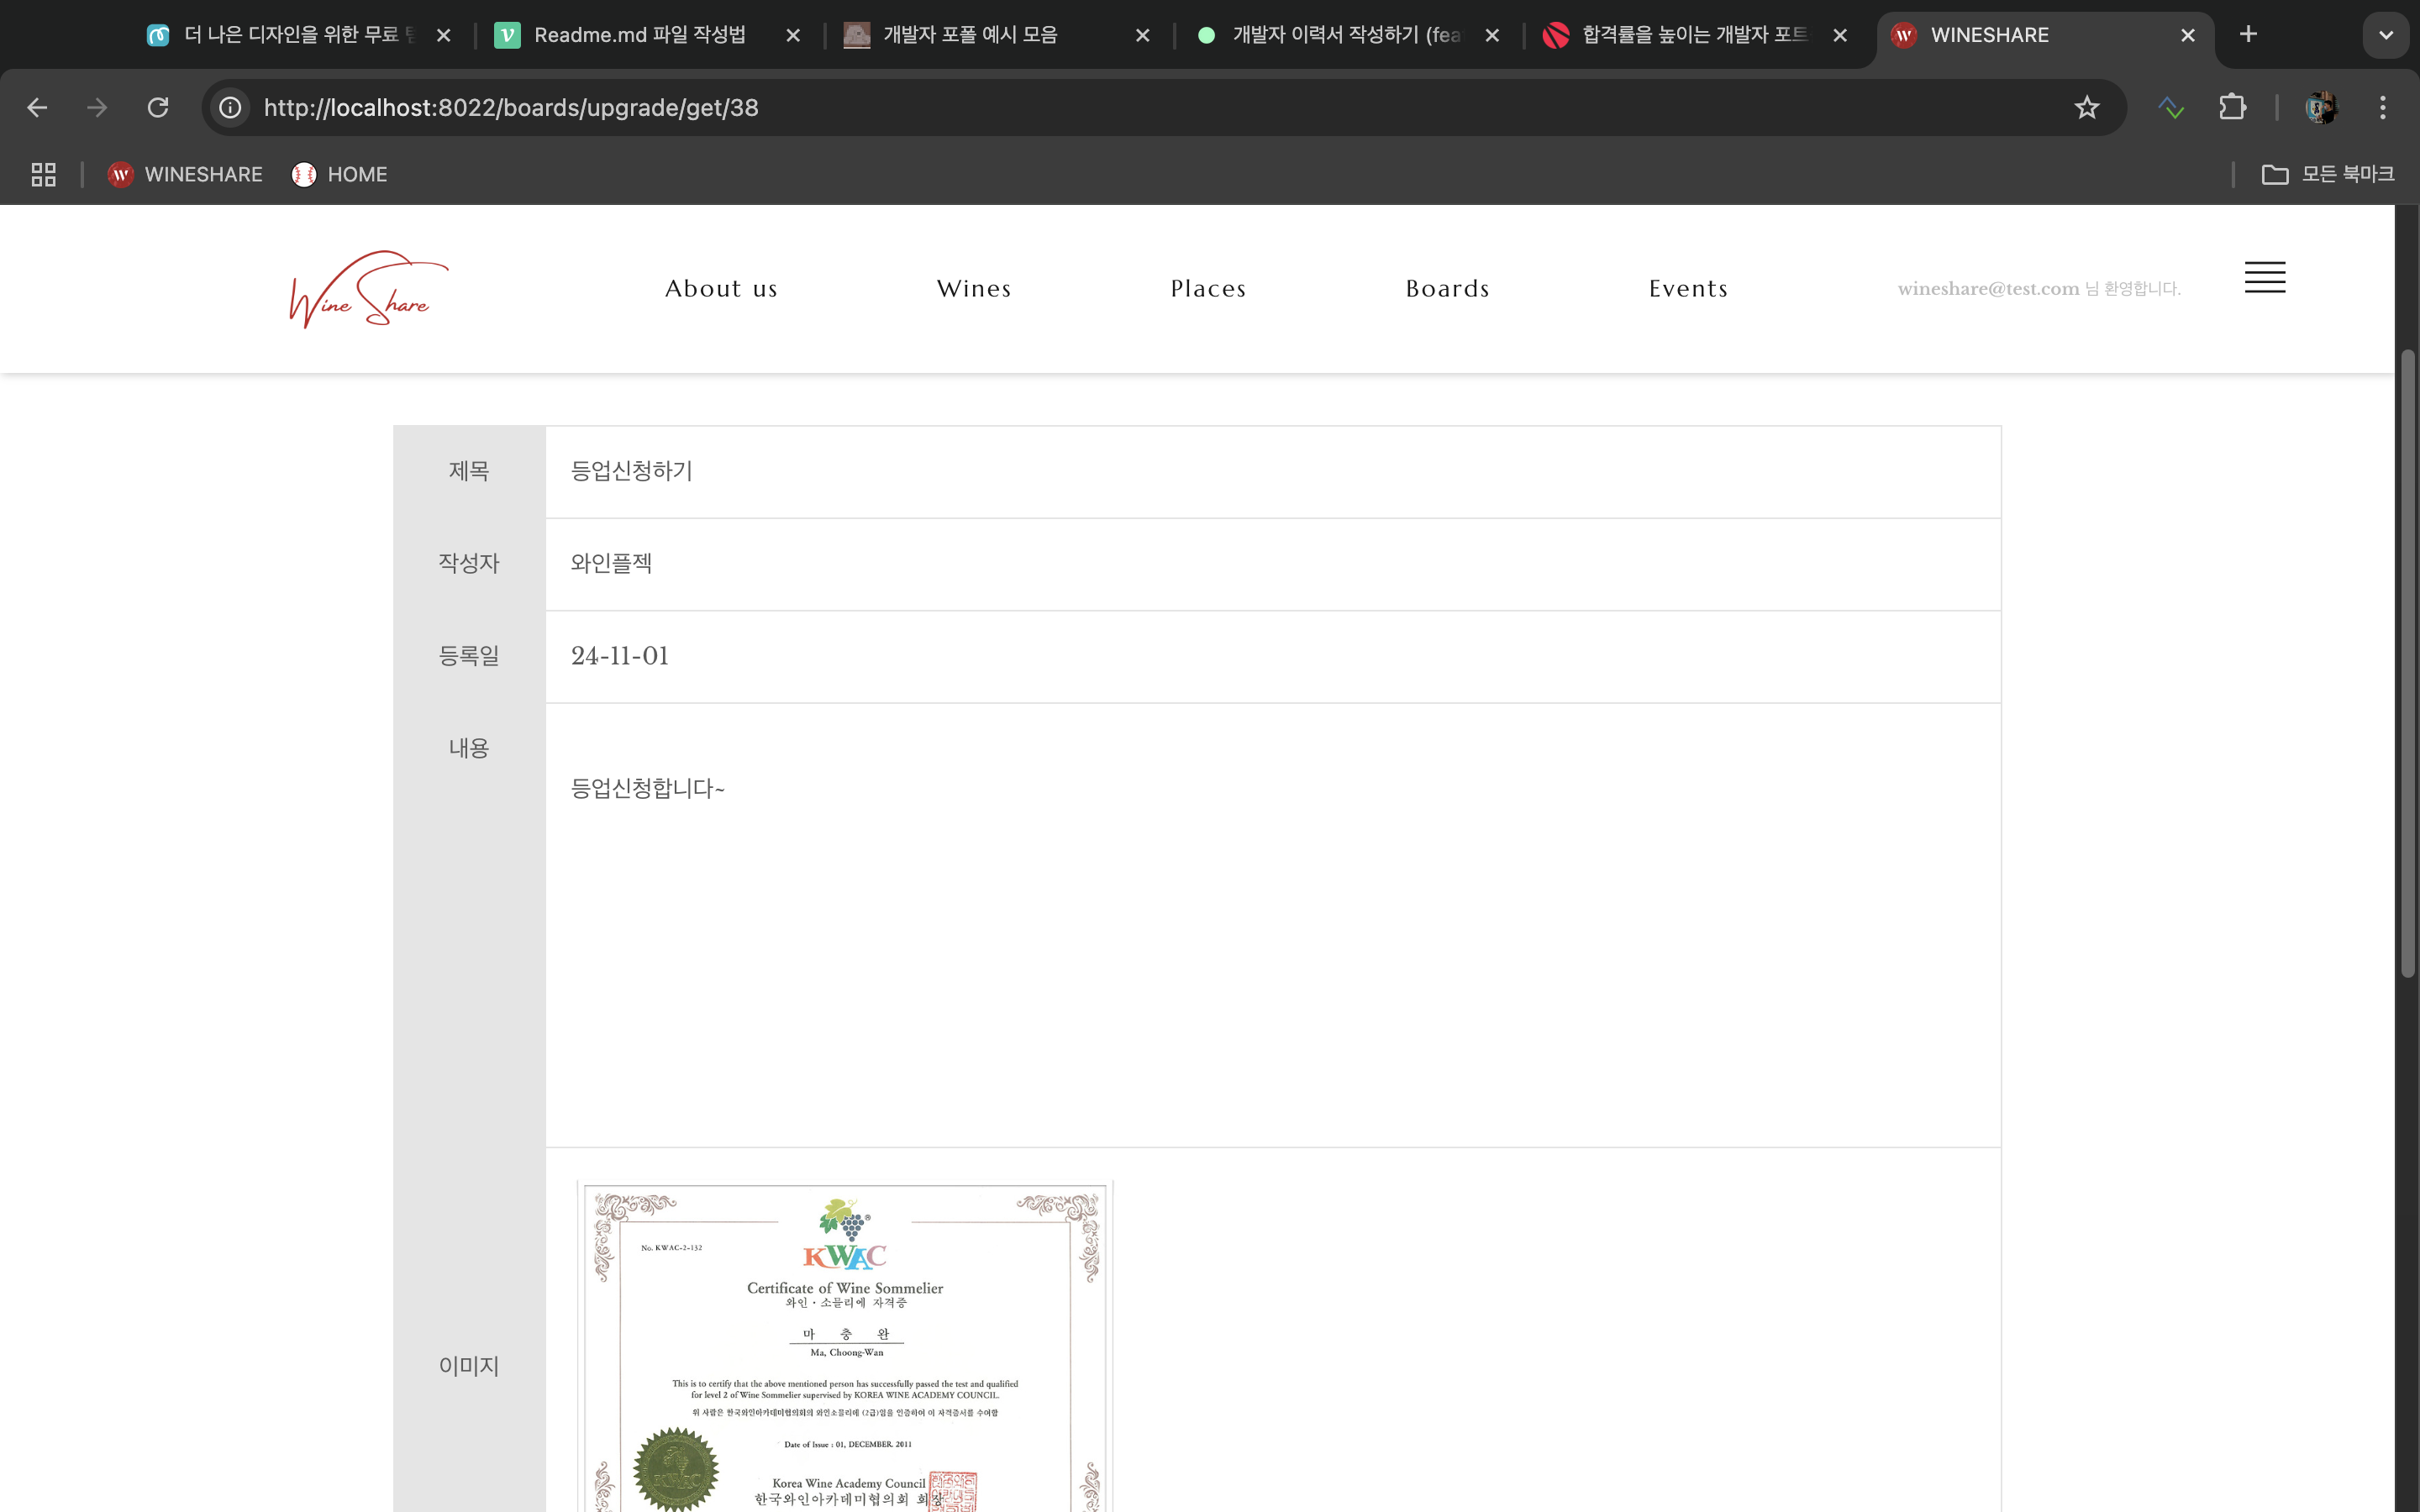 더 나은 디자인을 위한 무료
Readme.md 파일 작성법
개발자 포폴 예시 모음
개발자 이력서 작성하기 (fea
합격률을 높이는 개발자 포트
WINESHARE
http://localhost:8022/boards/upgrade/get/38
WINESHARE
HOME
모든 북마크
Wine Share
About us
Wines
Places
Boards
Events
wineshare@test.com 님 환영합니다.
제목
등업신청하기
작성자
와인플젝
등록일
24-11-01
내용
등업신청합니다~
이미지
No. KWAC-2-132
KWAC
Certificate of Wine Sommelier
와인 · 소믈리에 자격증
마 충 완
Ma, Choong-Wan
This is to certify that the above mentioned person has successfully passed the test and qualified
for level 2 of Wine Sommelier supervised by KOREA WINE ACADEMY COUNCIL.
위 사람은 한국와인아카데미협의회의 와인소믈리에 (2급)임을 인증하여 이 자격증서를 수여함
Date of Issue : 01, DECEMBER. 2011
KWAC
Korea Wine Academy Council
한국와인아카데미협의회 회장